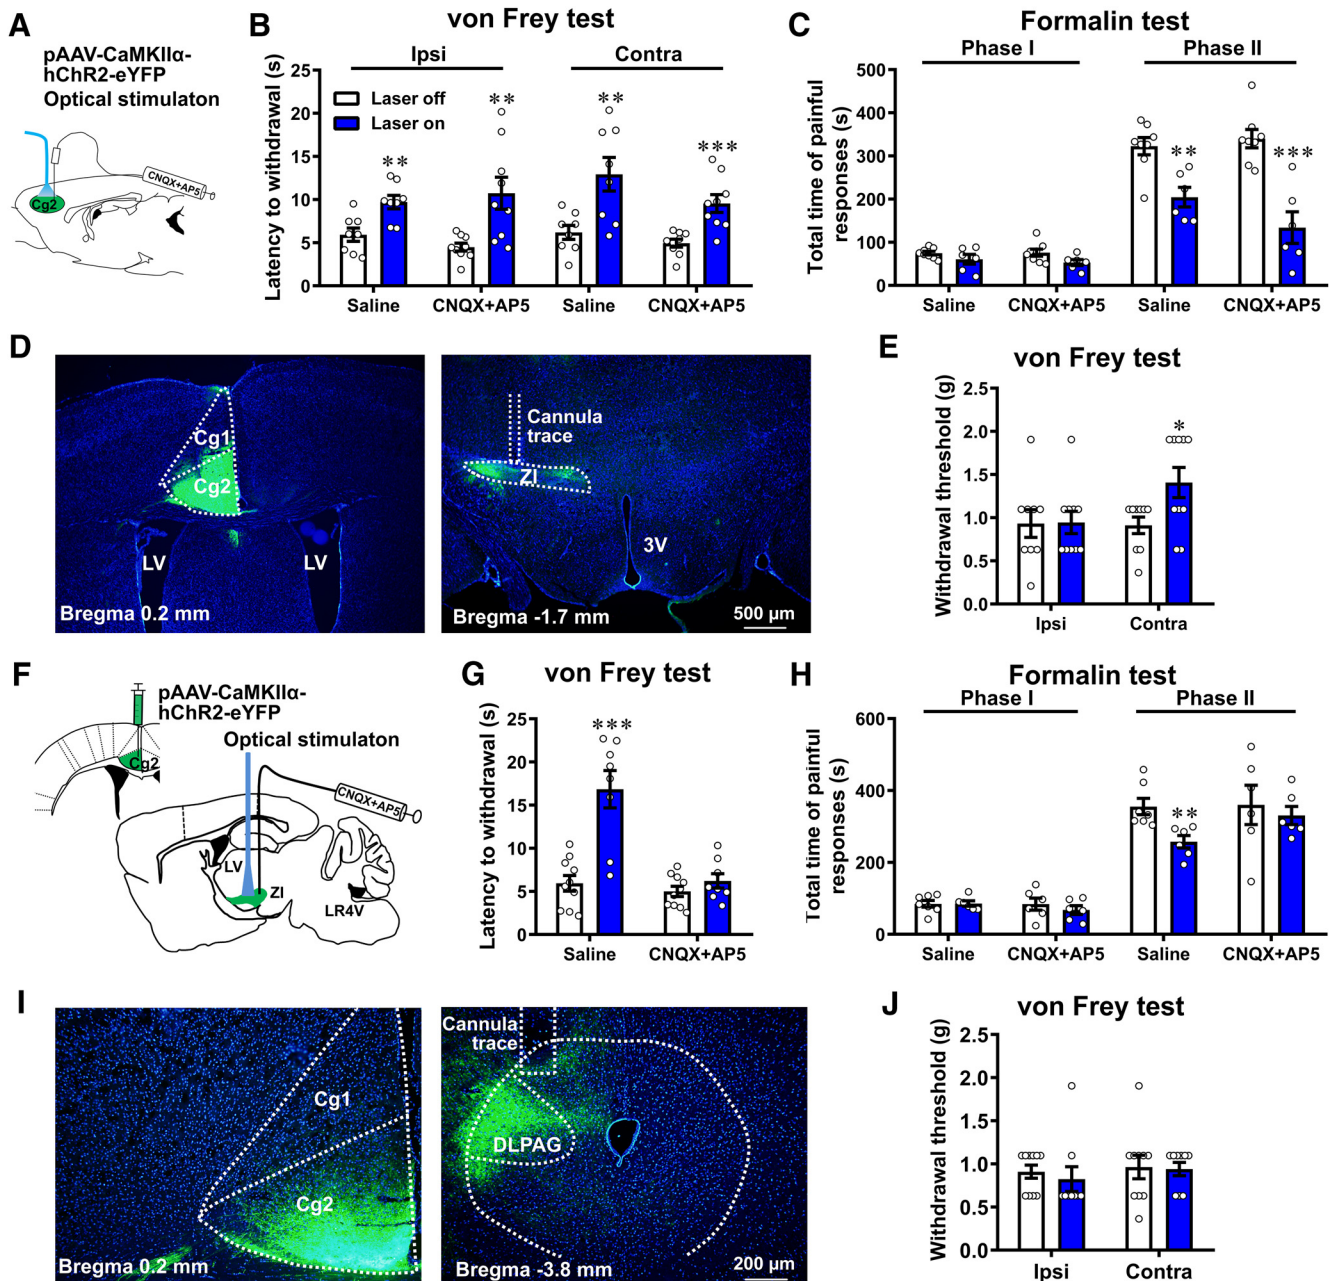 A
pAAV-CaMKIIα-
hChR2-eYFP
Optical stimulaton
CNQX+AP5
Cg2
B
von Frey test
Ipsi
Contra
Latency to withdrawal (s)
25
20
15
10
5
0
Laser off
Laser on
**
**
**
***
Saline
CNQX+AP5
Saline
CNQX+AP5
C
Formalin test
Phase I
Phase II
Total time of painful
responses (s)
500
400
300
200
100
0
**
***
Saline
CNQX+AP5
Saline
CNQX+AP5
D
Cg1
Cg2
LV
LV
Bregma 0.2 mm
Cannula
trace
ZI
3V
Bregma -1.7 mm
500 µm
E
von Frey test
Withdrawal threshold (g)
2.5
2.0
1.5
1.0
0.5
0.0
*
Ipsi
Contra
F
pAAV-CaMKIIα-
hChR2-eYFP
Optical stimulaton
Cg2
CNQX+AP5
LV
ZI
LR4V
G
von Frey test
Latency to withdrawal (s)
25
20
15
10
5
0
***
Saline
CNQX+AP5
H
Formalin test
Phase I
Phase II
Total time of painful
responses (s)
600
400
200
0
**
Saline
CNQX+AP5
Saline
CNQX+AP5
I
Cg1
Cg2
Bregma 0.2 mm
Cannula
trace
DLPAG
Bregma -3.8 mm
200 µm
J
von Frey test
Withdrawal threshold (g)
2.5
2.0
1.5
1.0
0.5
0.0
Ipsi
Contra